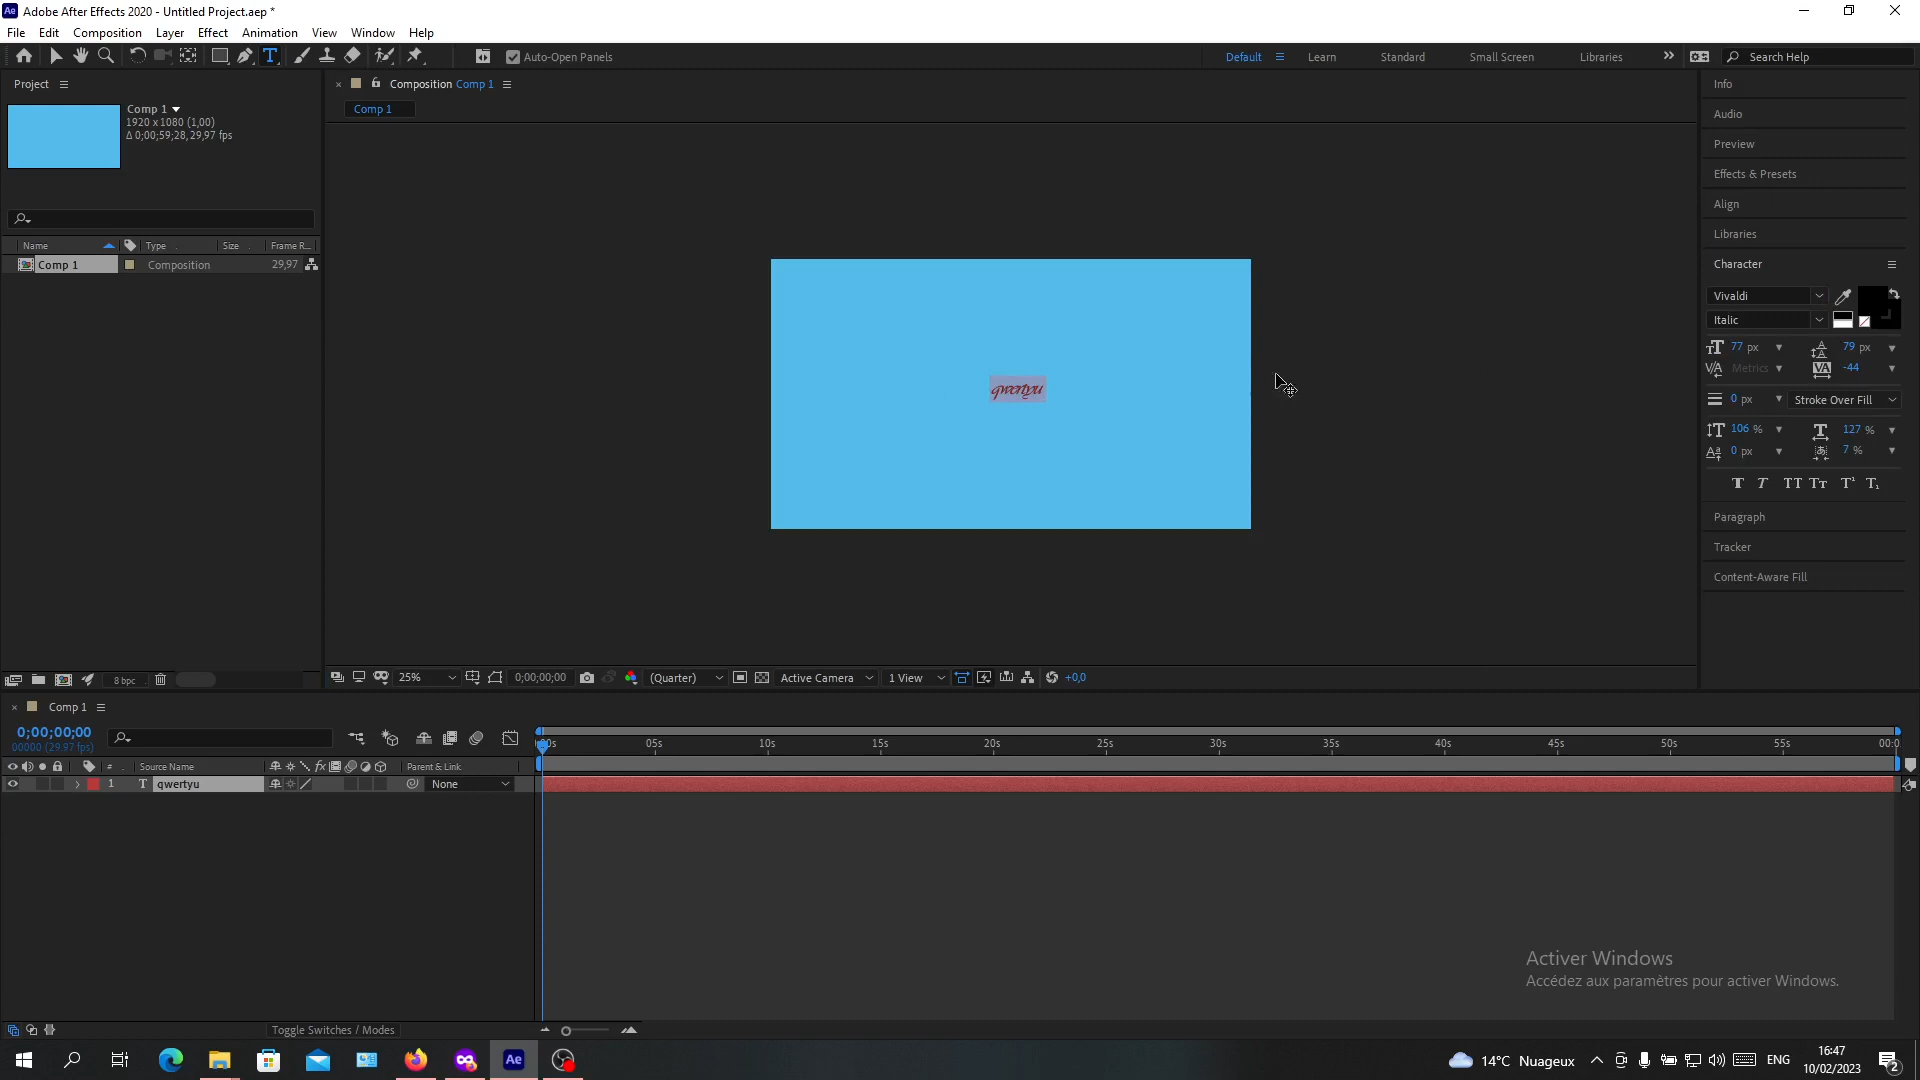 Adobe After Effects 2020 - Untitled Project.aep *
File Edit Composition Layer Effect Animation View Window Help
Auto-Open Panels Default Learn Standard Small Screen Libraries Search Help
Project
Composition Comp 1
Info
Comp 1
1920 x 1080 (1,00)
Δ 0;00;59;28, 29,97 fps
Comp 1
Audio
Preview
Effects & Presets
Align
Libraries
Name Type Size Frame R...
Comp 1 Composition 29,97
Character
Vivaldi
Italic
77 px 79 px
Metrics -44
0 px Stroke Over Fill
106 % 127 %
0 px 7 %
qwertyu
Paragraph
Tracker
Content-Aware Fill
8 bpc
25% 0;00;00;00 (Quarter) Active Camera 1 View +0,0
Comp 1
0;00;00;00
00000 (29.97 fps)
05s 10s 15s 20s 25s 30s 35s 40s 45s 50s 55s
# Source Name Parent & Link
1 T qwertyu None
Activer Windows
Accédez aux paramètres pour activer Windows.
Toggle Switches / Modes
Ae
14°C Nuageux ENG 16:47
10/02/2023
2